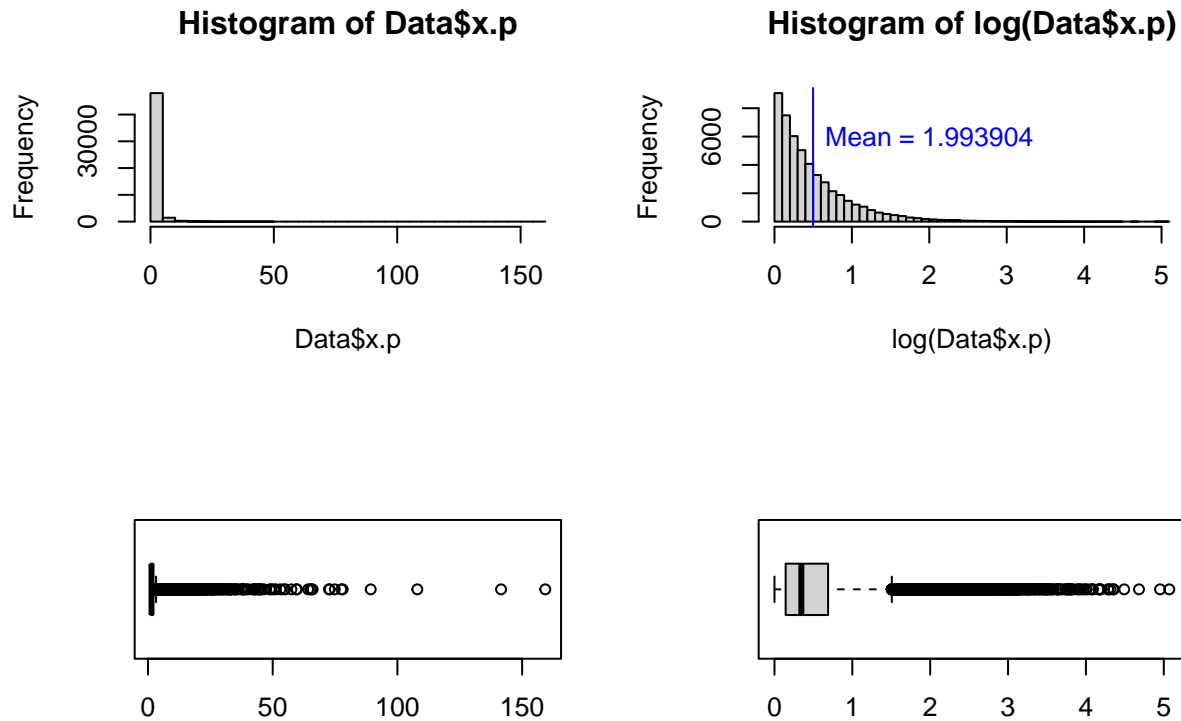 Histogram of Data$x.p
Frequency
0
30000
0 50 100 150
Data$x.p
Histogram of log(Data$x.p)
Frequency
0
6000
Mean = 1.993904
0 1 2 3 4 5
log(Data$x.p)
0 50 100 150
0 1 2 3 4 5